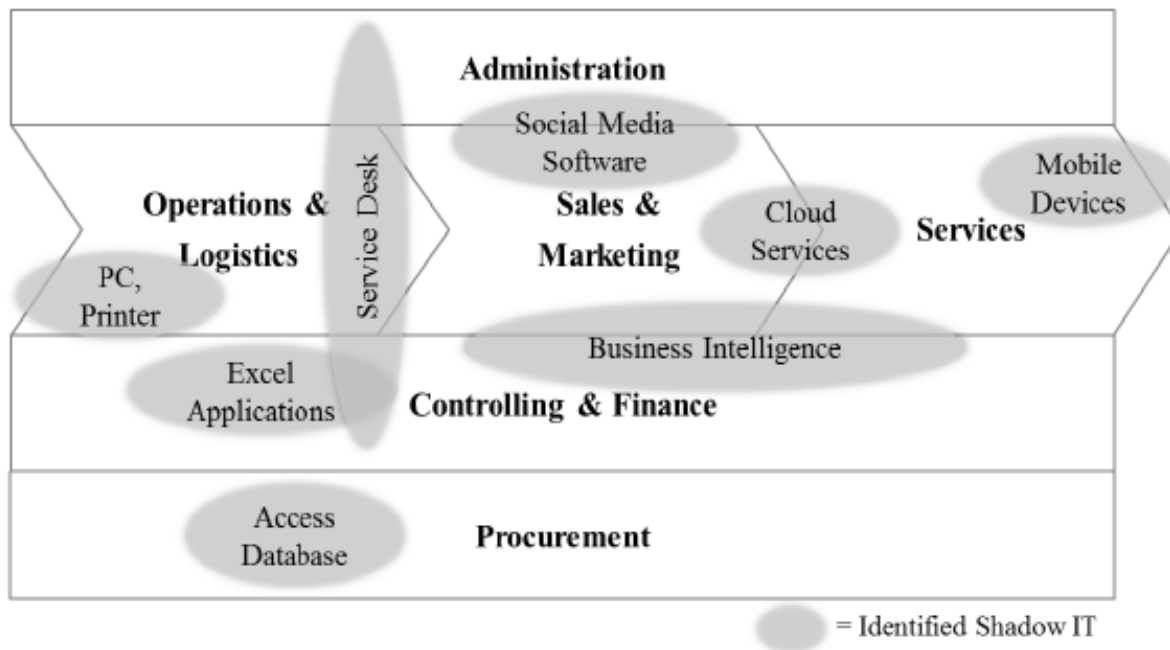 Administration
Social Media
Software
Mobile
Devices
Operations &
Logistics
Service Desk
Sales &
Marketing
Cloud
Services
Services
PC,
Printer
Business Intelligence
Excel
Applications
Controlling & Finance
Access
Database
Procurement
= Identified Shadow IT